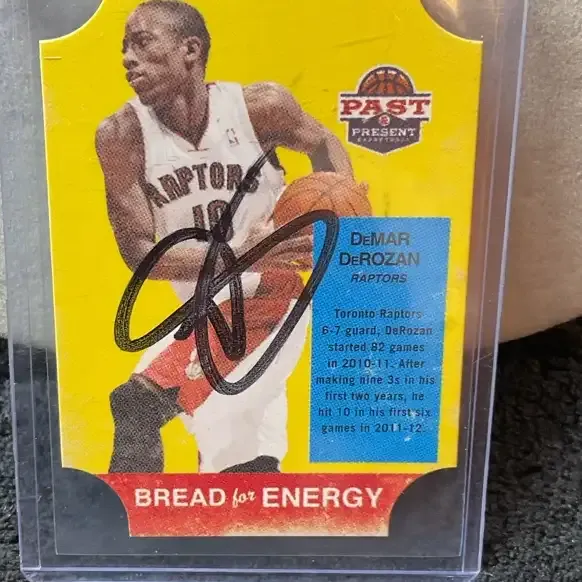 PAST
&
PRESENT
BASKETBALL
RAPTORS
10
DeMAR
DeROZAN
RAPTORS
Toronto Raptors
6-7 guard, DeRozan
started 82 games
in 2010-11. After
making nine 3s in his
first two years, he
hit 10 in his first six
games in 2011-12.
BREAD for ENERGY